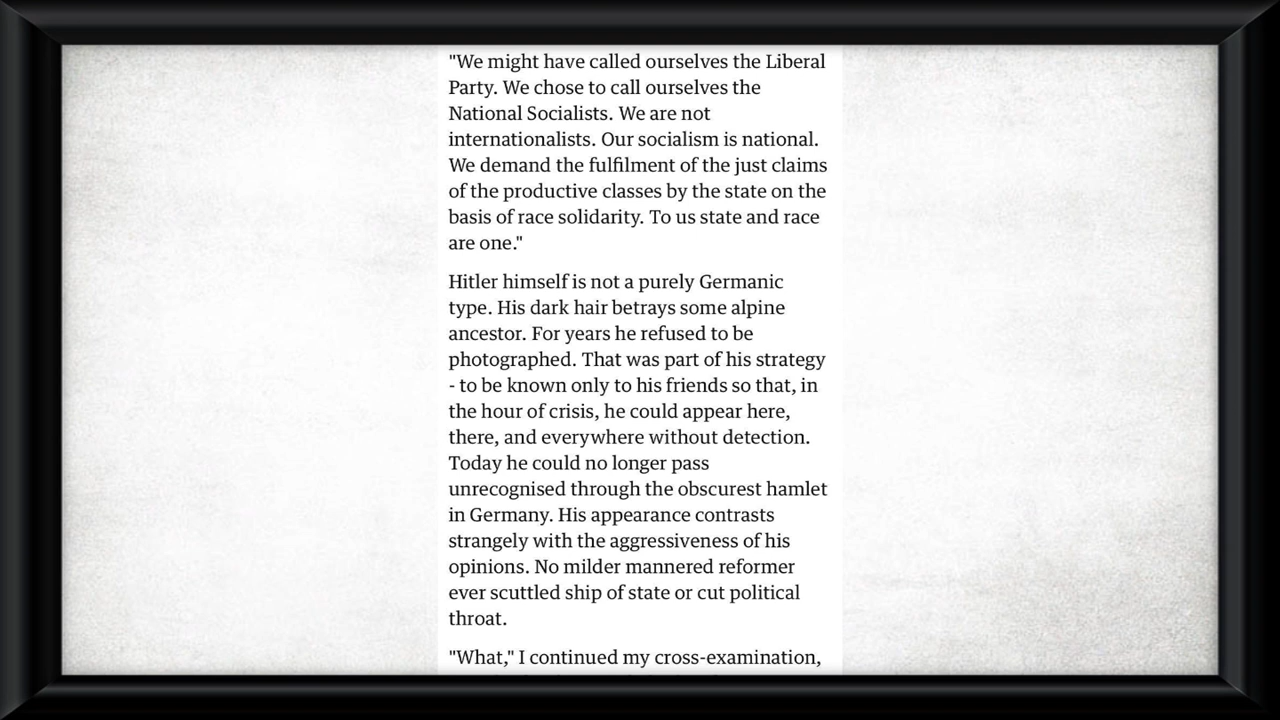 "We might have called ourselves the Liberal
Party. We chose to call ourselves the
National Socialists. We are not
internationalists. Our socialism is national.
We demand the fulfilment of the just claims
of the productive classes by the state on the
basis of race solidarity. To us state and race
are one."
Hitler himself is not a purely Germanic
type. His dark hair betrays some alpine
ancestor. For years he refused to be
photographed. That was part of his strategy
- to be known only to his friends so that, in
the hour of crisis, he could appear here,
there, and everywhere without detection.
Today he could no longer pass
unrecognised through the obscurest hamlet
in Germany. His appearance contrasts
strangely with the aggressiveness of his
opinions. No milder mannered reformer
ever scuttled ship of state or cut political
throat.
"What," I continued my cross-examination,